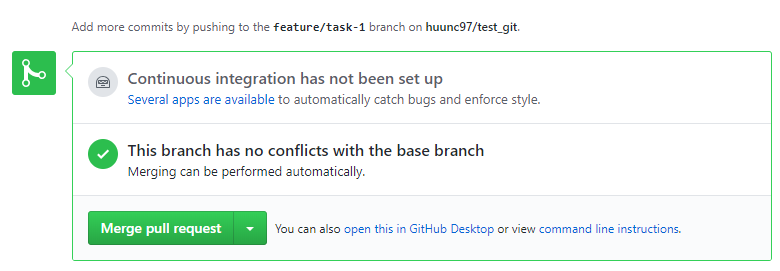 Add more commits by pushing to the feature/task-1 branch on huunc97/test_git.
Continuous integration has not been set up
Several apps are available to automatically catch bugs and enforce style.
This branch has no conflicts with the base branch
Merging can be performed automatically.
Merge pull request You can also open this in GitHub Desktop or view command line instructions.